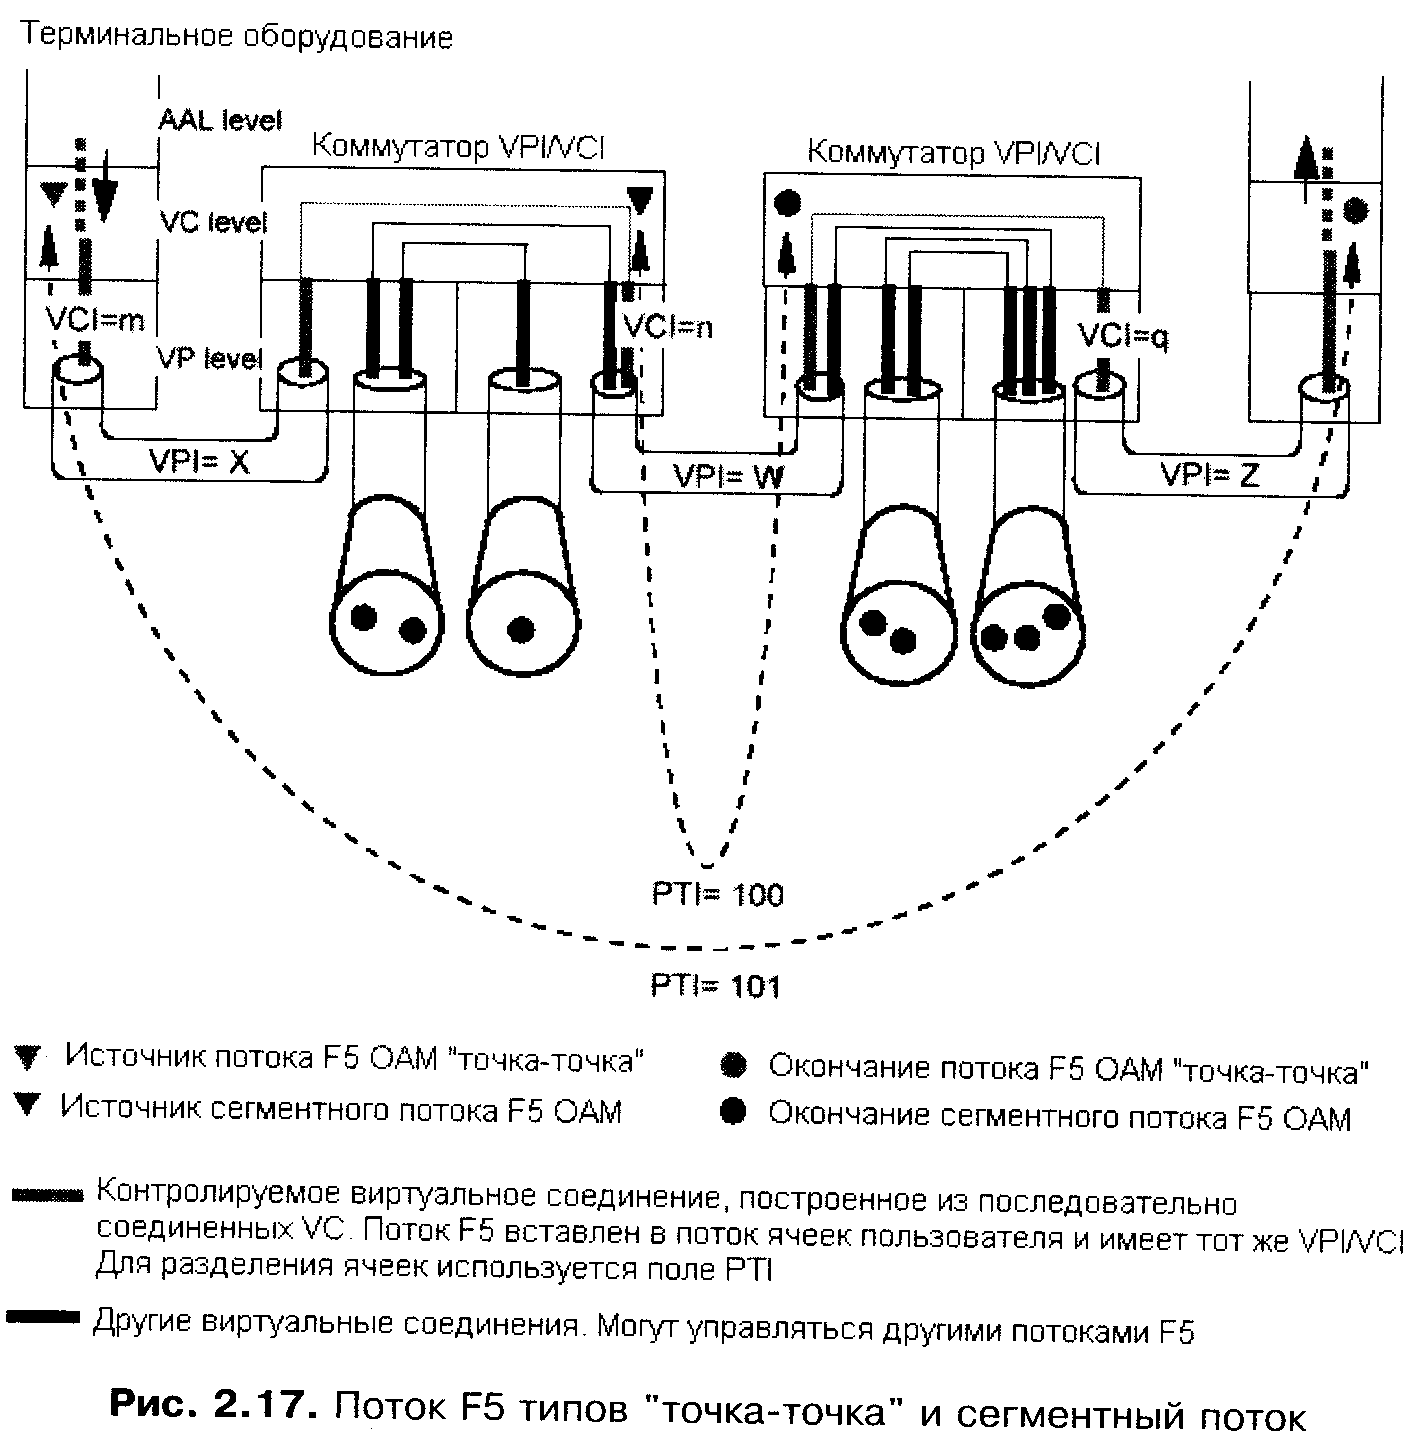 Терминальное оборудование
AAL level
Коммутатор VPI/VCI
Коммутатор VPI/VCI
VC level
VCI=m
VCI=n
VCI=q
VP level
VPI= X
VPI= W
VPI= Z
PTI= 100
PTI= 101
Источник потока F5 OAM "точка-точка"
Окончание потока F5 OAM "точка-точка"
Источник сегментного потока F5 OAM
Окончание сегментного потока F5 OAM
Контролируемое виртуальное соединение, построенное из последовательно
соединенных VC. Поток F5 вставлен в поток ячеек пользователя и имеет тот же VPI/VCI
Для разделения ячеек используется поле PTI
Другие виртуальные соединения. Могут управляться другими потоками F5
Рис. 2.17. Поток F5 типов "точка-точка" и сегментный поток